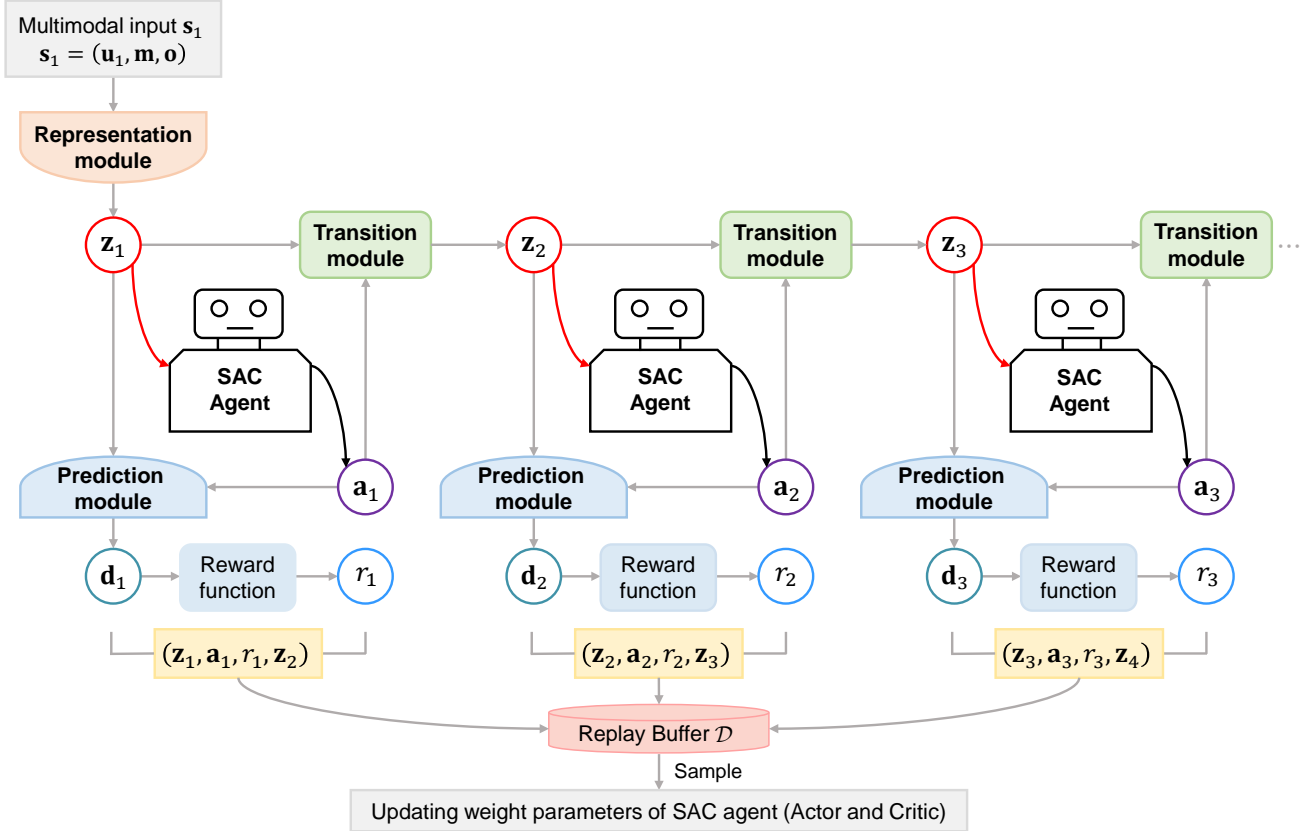 Multimodal input 𝐬₁
𝐬₁ = (𝐮₁, 𝐦, 𝐨)
Representation
module
𝐳₁
Transition
module
𝐳₂
Transition
module
𝐳₃
Transition
module
...
SAC
Agent
SAC
Agent
SAC
Agent
Prediction
module
𝐚₁
Prediction
module
𝐚₂
Prediction
module
𝐚₃
𝐝₁
Reward
function
r₁
𝐝₂
Reward
function
r₂
𝐝₃
Reward
function
r₃
(𝐳₁, 𝐚₁, r₁, 𝐳₂)
(𝐳₂, 𝐚₂, r₂, 𝐳₃)
(𝐳₃, 𝐚₃, r₃, 𝐳₄)
Replay Buffer 𝒟
Sample
Updating weight parameters of SAC agent (Actor and Critic)